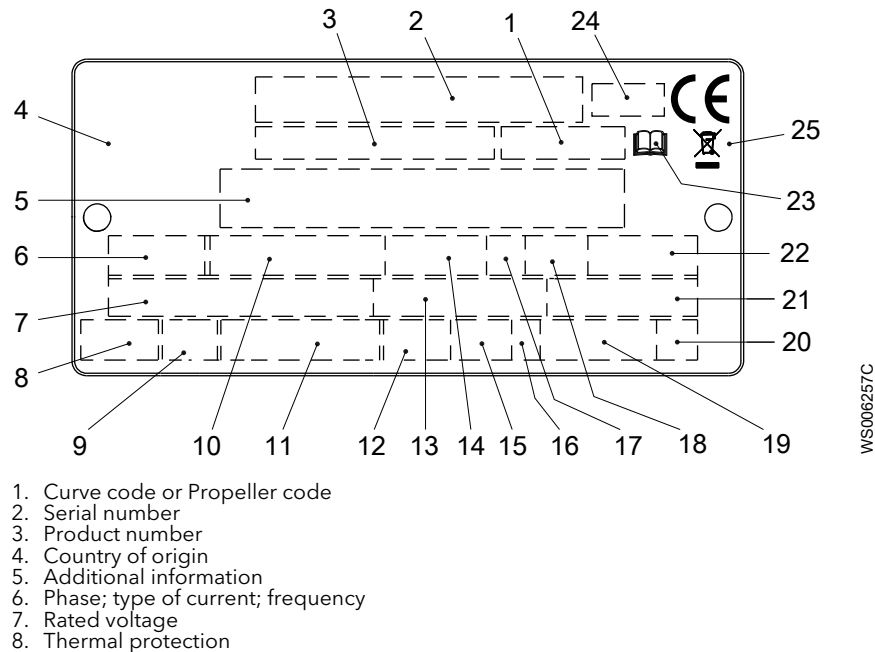 3 2 1 24
CE
4
25
5
23
6
22
7
21
8
20
9 10 11 12 13 14 15 16 17 18 19
WS006257C
1. Curve code or Propeller code
2. Serial number
3. Product number
4. Country of origin
5. Additional information
6. Phase; type of current; frequency
7. Rated voltage
8. Thermal protection